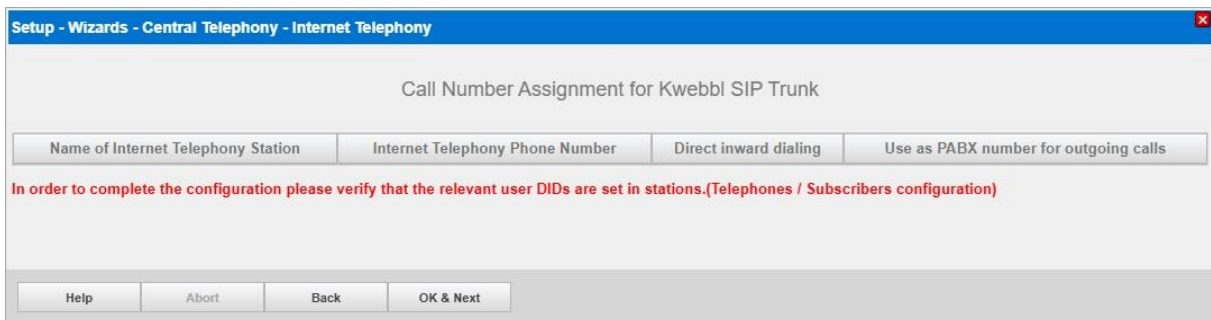 Setup - Wizards - Central Telephony - Internet Telephony
Call Number Assignment for Kwebbl SIP Trunk
Name of Internet Telephony Station Internet Telephony Phone Number Direct inward dialing Use as PABX number for outgoing calls
In order to complete the configuration please verify that the relevant user DIDs are set in stations.(Telephones / Subscribers configuration)
Help Abort Back OK & Next